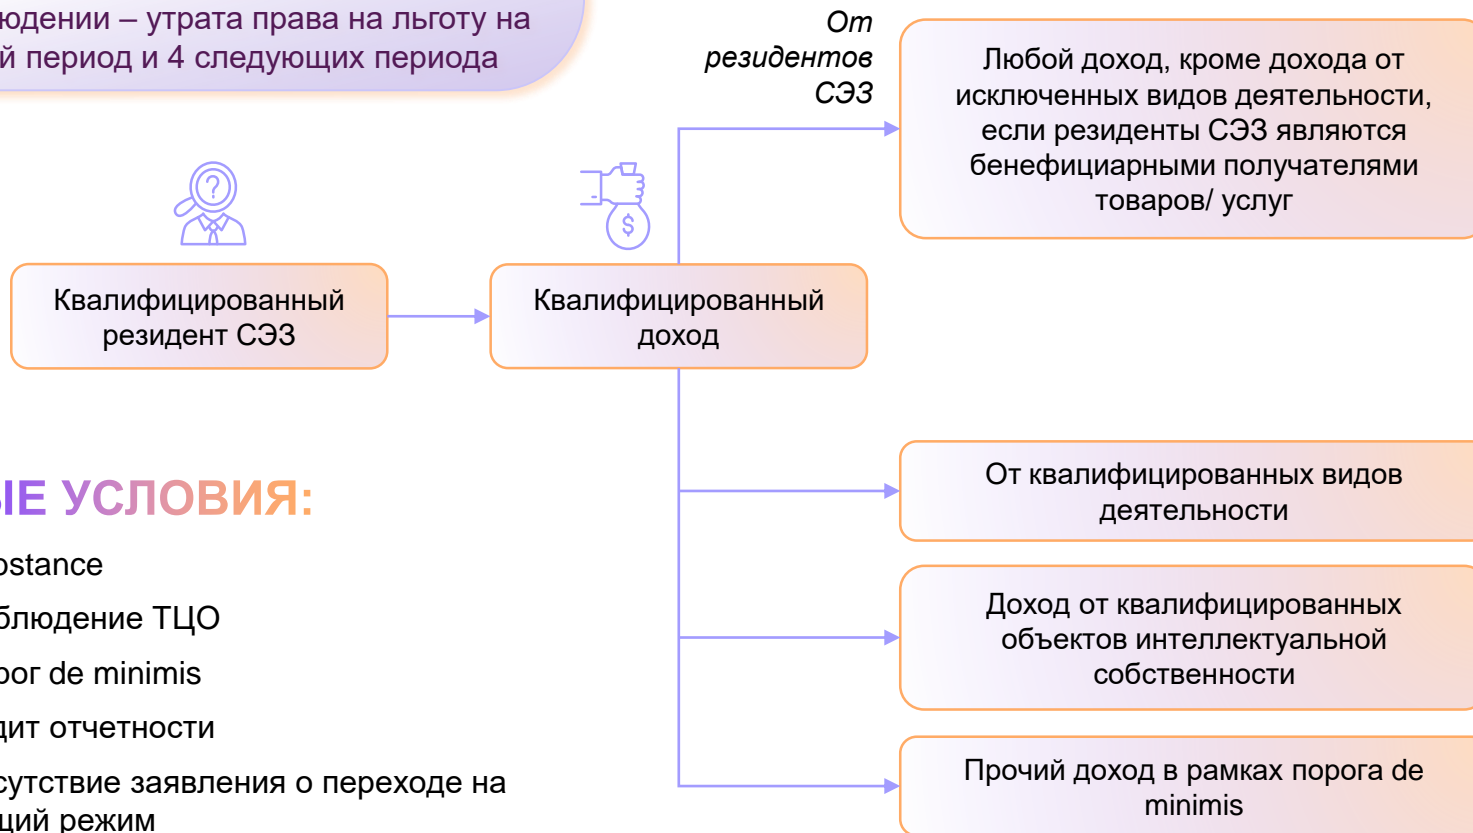 людении – утрата права на льготу на
й период и 4 следующих периода
От
резидентов
СЭЗ
Любой доход, кроме дохода от
исключенных видов деятельности,
если резиденты СЭЗ являются
бенефициарными получателями
товаров/ услуг
$
Квалифицированный
резидент СЭЗ
Квалифицированный
доход
ЫЕ УСЛОВИЯ:
ostance
блюдение ТЦО
рог de minimis
дит отчетности
сутствие заявления о переходе на
щий режим
От квалифицированных видов
деятельности
Доход от квалифицированных
объектов интеллектуальной
собственности
Прочий доход в рамках порога de
minimis